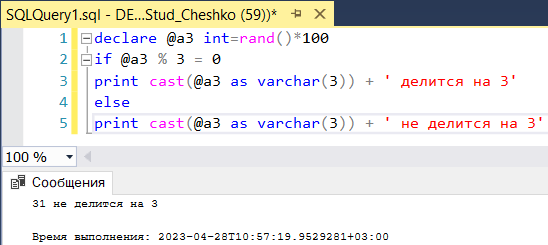 SQLQuery1.sql - DE...Stud_Cheshko (59))*
1 declare @a3 int=rand()*100
2 if @a3 % 3 = 0
3 print cast(@a3 as varchar(3)) + ' делится на 3'
4 else
5 print cast(@a3 as varchar(3)) + ' не делится на 3'
100 %
Сообщения
31 не делится на 3
Время выполнения: 2023-04-28T10:57:19.9529281+03:00